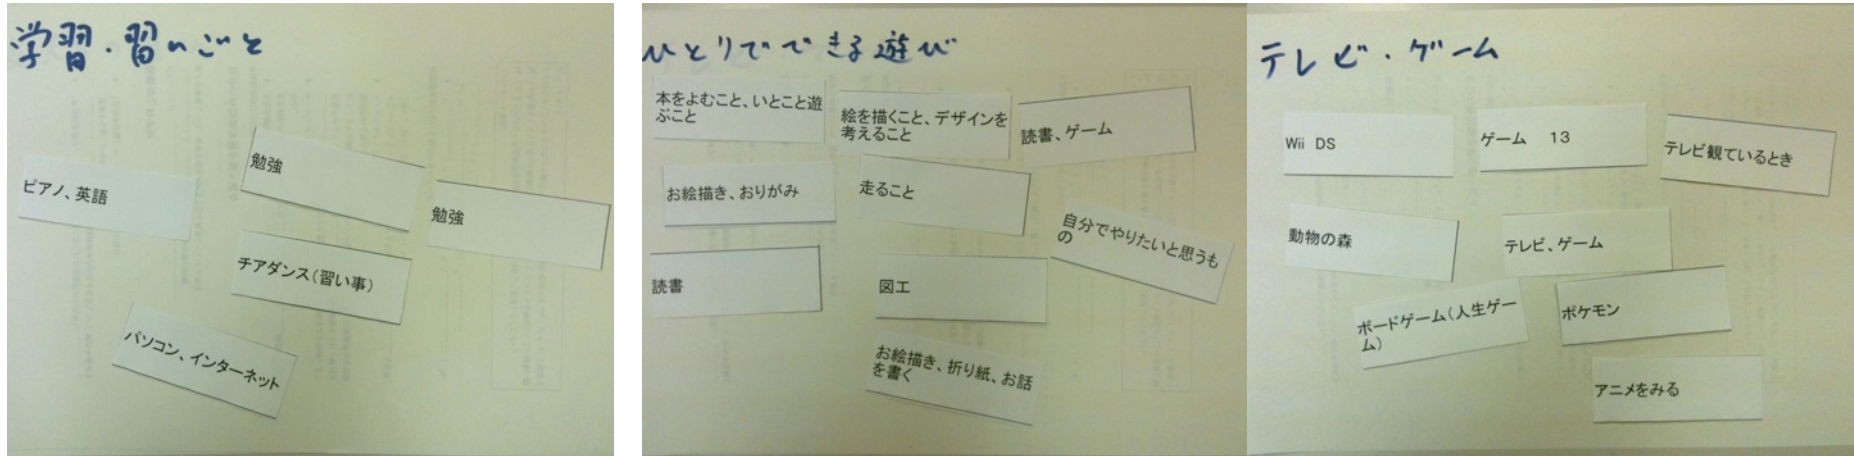 学習・習いごと
ピアノ、英語
勉強
勉強
チアダンス(習い事)
パソコン、インターネット
ひとりでできる遊び
本をよむこと、いとこと遊
ぶこと
絵を描くこと、デザインを
考えること
読書、ゲーム
お絵描き、おりがみ
走ること
自分でやりたいと思うも
の
読書
図工
お絵描き、折り紙、お話
を書く
テレビ・ゲーム
Wii DS
ゲーム 13
テレビ観ているとき
動物の森
テレビ、ゲーム
ボードゲーム(人生ゲー
ム)
ポケモン
アニメをみる